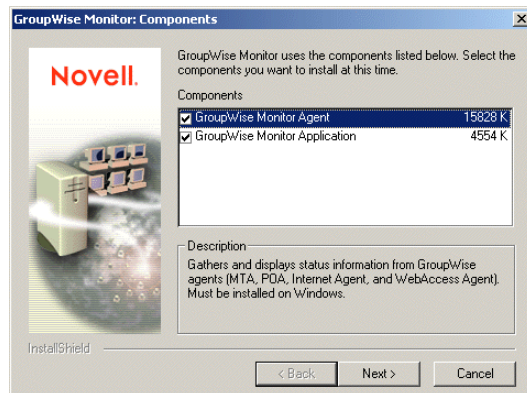 GroupWise Monitor: Components
Novell.
GroupWise Monitor uses the components listed below. Select the
components you want to install at this time.
Components
GroupWise Monitor Agent 15828 K
GroupWise Monitor Application 4554 K
Description
Gathers and displays status information from GroupWise
agents (MTA, POA, Internet Agent, and WebAccess Agent).
Must be installed on Windows.
InstallShield
< Back Next > Cancel